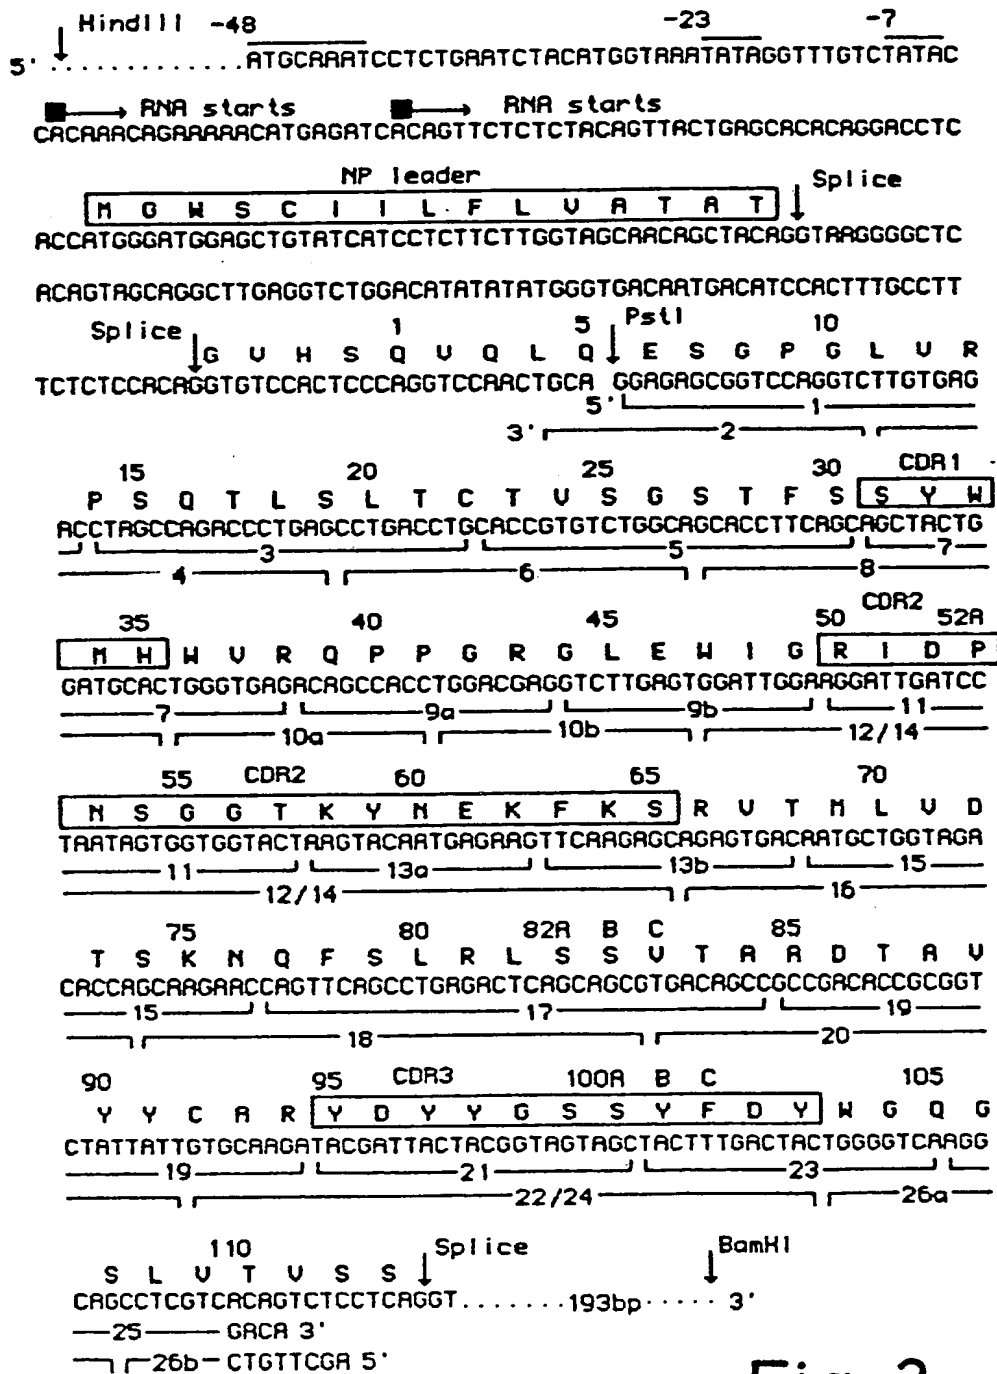 HindIII -48 -23 -7
5' ..............ATGCAAATCCTCTGAATCTACATGGTAAATATAGGTTTGTCTATAC
RNA starts RNA starts
CACAAACAGAAAAACATGAGATCACAGTTCTCTCTACAGTTACTGAGCACACAGGACCTC
NP leader Splice
M G W S C I I L F L V A T A T
ACCATGGGATGGAGCTGTATCATCCTCTTCTTGGTAGCAACAGCTACAGGTAAGGGGCTC
ACAGTAGCAGGCTTGAGGTCTGGACATATATATGGGTGACAATGACATCCACTTTGCCTT
Splice 1 5 PstI 10
G V H S Q V Q L Q E S G P G L V R
TCTCTCCACAGGTGTCCACTCCCAGGTCCAACTGCA GGAGAGCGGTCCAGGTCTTGTGAG
5' 1
3' 2
15 20 25 30 CDR1
P S Q T L S L T C T V S G S T F S S Y W
ACCTAGCCAGACCCTGAGCCTGACCTGCACCGTGTCTGGCAGCACCTTCAGCAGCTACTG
3 5 7
4 6 8
35 40 45 50 CDR2 52A
M H W V R Q P P G R G L E W I G R I D P
GATGCACTGGGTGAGACAGCCACCTGGACGAGGTCTTGAGTGGATTGGAAGGATTGATCC
7 9a 9b 11
10a 10b 12/14
55 CDR2 60 65 70
N S G G T K Y N E K F K S R V T M L V D
TAATAGTGGTGGTACTAAGTACAATGAGAAGTTCAAGAGCAGAGTGACAATGCTGGTAGA
11 13a 13b 15
12/14 16
75 80 82A B C 85
T S K N Q F S L R L S S V T A A D T A V
CACCAGCAAGAACCAGTTCAGCCTGAGACTCAGCAGCGTGACAGCCGCCGACACCGCGGT
15 17 19
18 20
90 95 CDR3 100A B C 105
Y Y C A R Y D Y Y G S S Y F D Y W G Q G
CTATTATTGTGCAAGATACGATTACTACGGTAGTAGCTACTTTGACTACTGGGGTCAAGG
19 21 23
22/24 26a
110 Splice BamHI
S L V T V S S
CAGCCTCGTCACAGTCTCCTCAGGT.......193bp...... 3'
25 GACA 3'
26b CTGTTCGA 5'